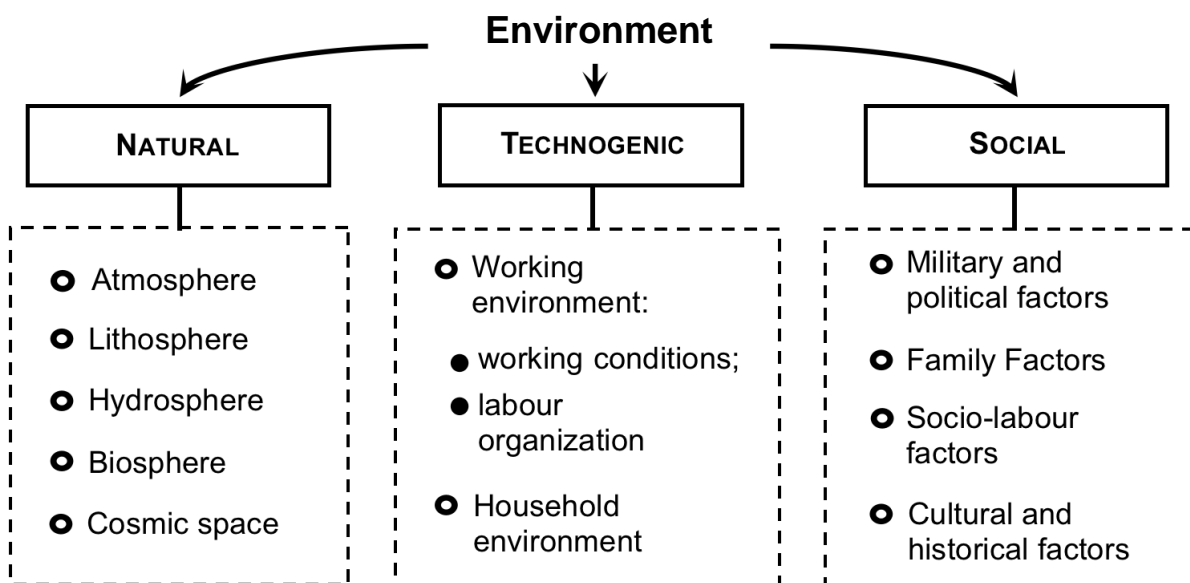 Environment
NATURAL
Atmosphere
Lithosphere
Hydrosphere
Biosphere
Cosmic space
TECHNOGENIC
Working
environment:
working conditions;
labour
organization
Household
environment
SOCIAL
Military and
political factors
Family Factors
Socio-labour
factors
Cultural and
historical factors